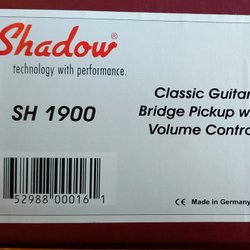 Shadow®
technology with performance.
SH 1900
Classic Guitar
Bridge Pickup w
Volume Contro
52988 00016 1
CE Made in Germany